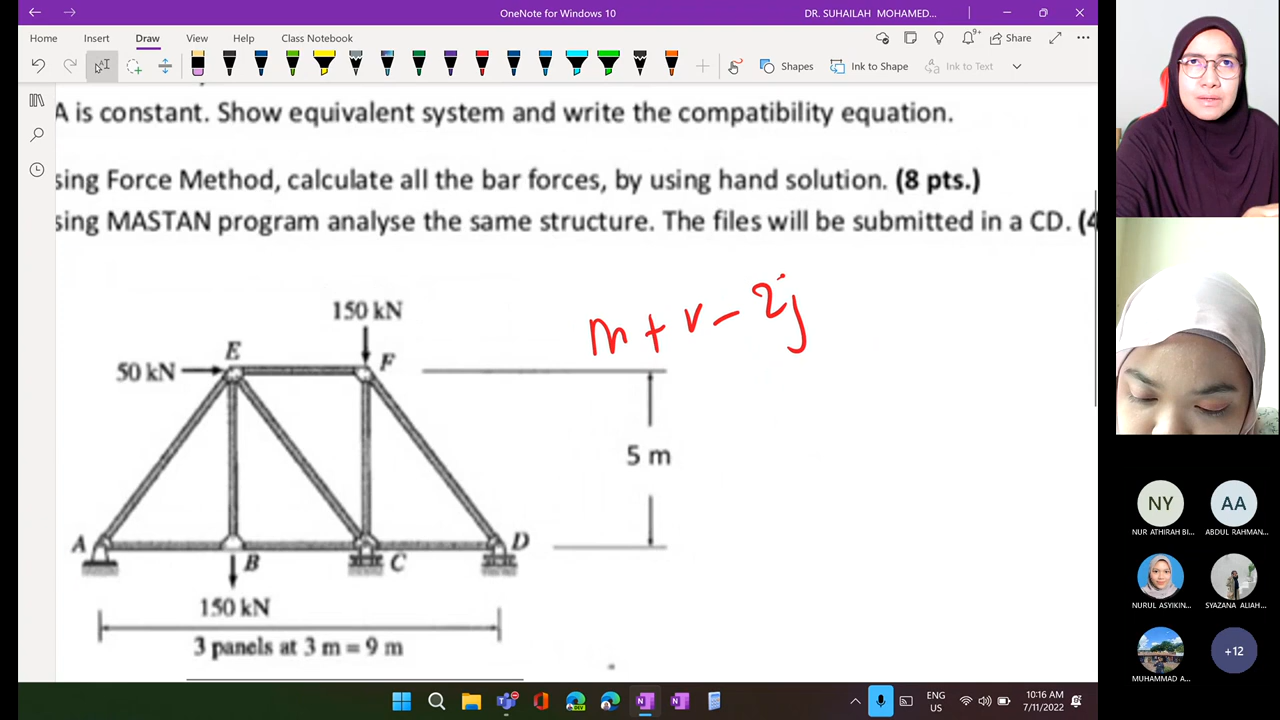 OneNote for Windows 10
DR. SUHAILAH MOHAMED...
Home Insert Draw View Help Class Notebook
9+ Share
Shapes Ink to Shape Ink to Text
A is constant. Show equivalent system and write the compatibility equation.
sing Force Method, calculate all the bar forces, by using hand solution. (8 pts.)
sing MASTAN program analyse the same structure. The files will be submitted in a CD. (4
150 kN
m + r - 2j
E
F
50 kN
5 m
A
B
C
D
150 kN
3 panels at 3 m = 9 m
NY
AA
NUR ATHIRAH BI...
ABDUL RAHMAN...
NURUL ASYIKIN...
SYAZANA ALIAH...
+12
MUHAMMAD A...
DEV
ENG
US
10:16 AM
7/11/2022